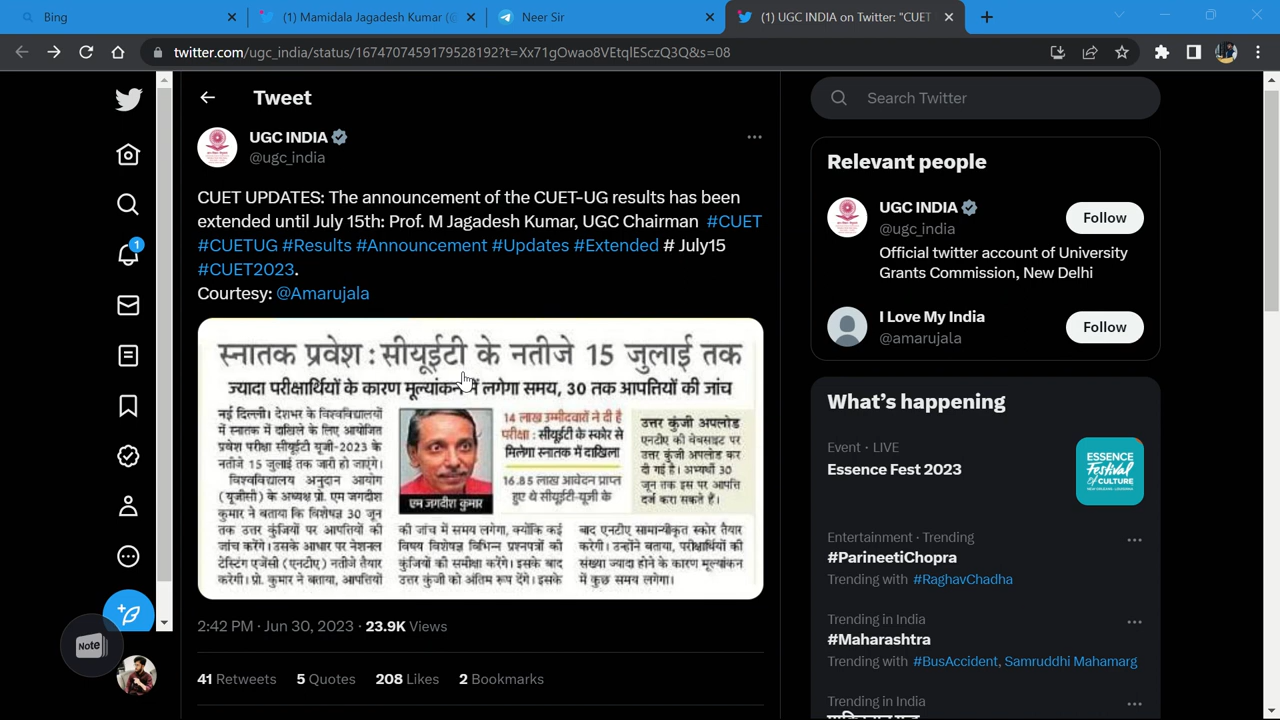 Bing
(1) Mamidala Jagadesh Kumar (@
Neer Sir
(1) UGC INDIA on Twitter: "CUET
twitter.com/ugc_india/status/1674707459179528192?t=Xx71gOwao8VEtqIESczQ3Q&s=08
Tweet
Search Twitter
UGC INDIA
@ugc_india
CUET UPDATES: The announcement of the CUET-UG results has been
extended until July 15th: Prof. M Jagadesh Kumar, UGC Chairman #CUET
#CUETUG #Results #Announcement #Updates #Extended # July15
#CUET2023.
Courtesy: @Amarujala
स्नातक प्रवेश : सीयूईटी के नतीजे 15 जुलाई तक
ज्यादा परीक्षार्थियों के कारण मूल्यांकन में लगेगा समय, 30 तक आपत्तियों की जांच
नई दिल्ली। देशभर के विश्वविद्यालयों
में स्नातक में दाखिले के लिए आयोजित
प्रवेश परीक्षा सीयूईटी यूजी-2023 के
नतीजे 15 जुलाई तक जारी हो जाएंगे।
विश्वविद्यालय अनुदान आयोग
(यूजीसी) के अध्यक्ष प्रो. एम जगदीश
कुमार ने बताया कि विशेषज्ञ 30 जून
तक उत्तर कुंजियों पर आपत्तियों की
जांच करेंगे। उसके आधार पर नेशनल
टेस्टिंग एजेंसी (एनटीए) नतीजे तैयार
करेगी। प्रो. कुमार ने बताया, आपत्तियों
एम जगदीश कुमार
की जांच में समय लगेगा, क्योंकि कई
विषय विशेषज्ञ विभिन्न प्रश्नपत्रों की
कुंजियों की समीक्षा करेंगे। इसके बाद
उत्तर कुंजी को अंतिम रूप देंगे। इसके
14 लाख उम्मीदवारों ने दी है
परीक्षा : सीयूईटी के स्कोर से
मिलेगा स्नातक में दाखिला
16.85 लाख आवेदन प्राप्त
हुए थे सीयूईटी-यूजी के
उत्तर कुंजी अपलोड
एनटीए की वेबसाइट पर
उत्तर कुंजी अपलोड कर
दी गई है। अभ्यर्थी 30
जून तक इस पर आपत्ति
दर्ज करा सकते हैं।
बाद एनटीए सामान्यीकृत स्कोर तैयार
करेगी। उन्होंने बताया, परीक्षार्थियों की
संख्या ज्यादा होने के कारण मूल्यांकन
में कुछ समय लगेगा।
2:42 PM · Jun 30, 2023 · 23.9K Views
41 Retweets 5 Quotes 208 Likes 2 Bookmarks
1
Note
Relevant people
UGC INDIA
@ugc_india
Follow
Official twitter account of University
Grants Commission, New Delhi
I Love My India
@amarujala
Follow
What's happening
Event · LIVE
Essence Fest 2023
ESSENCE
Festival
OF CULTURE
Entertainment · Trending
#ParineetiChopra
Trending with #RaghavChadha
Trending in India
#Maharashtra
Trending with #BusAccident, Samruddhi Mahamarg
Trending in India